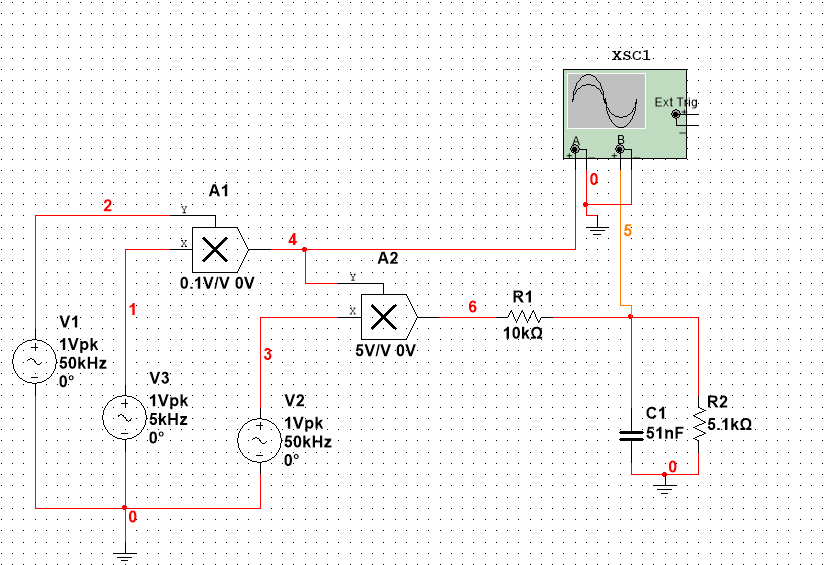 XSC1
Ext Trig
+
−
A
B
+ − + −
0
5
A1
2
Y
X
4
0.1V/V 0V
A2
Y
X
6
5V/V 0V
R1
10kΩ
1
3
V1
1Vpk
50kHz
0°
V3
1Vpk
5kHz
0°
V2
1Vpk
50kHz
0°
C1
51nF
R2
5.1kΩ
0
0